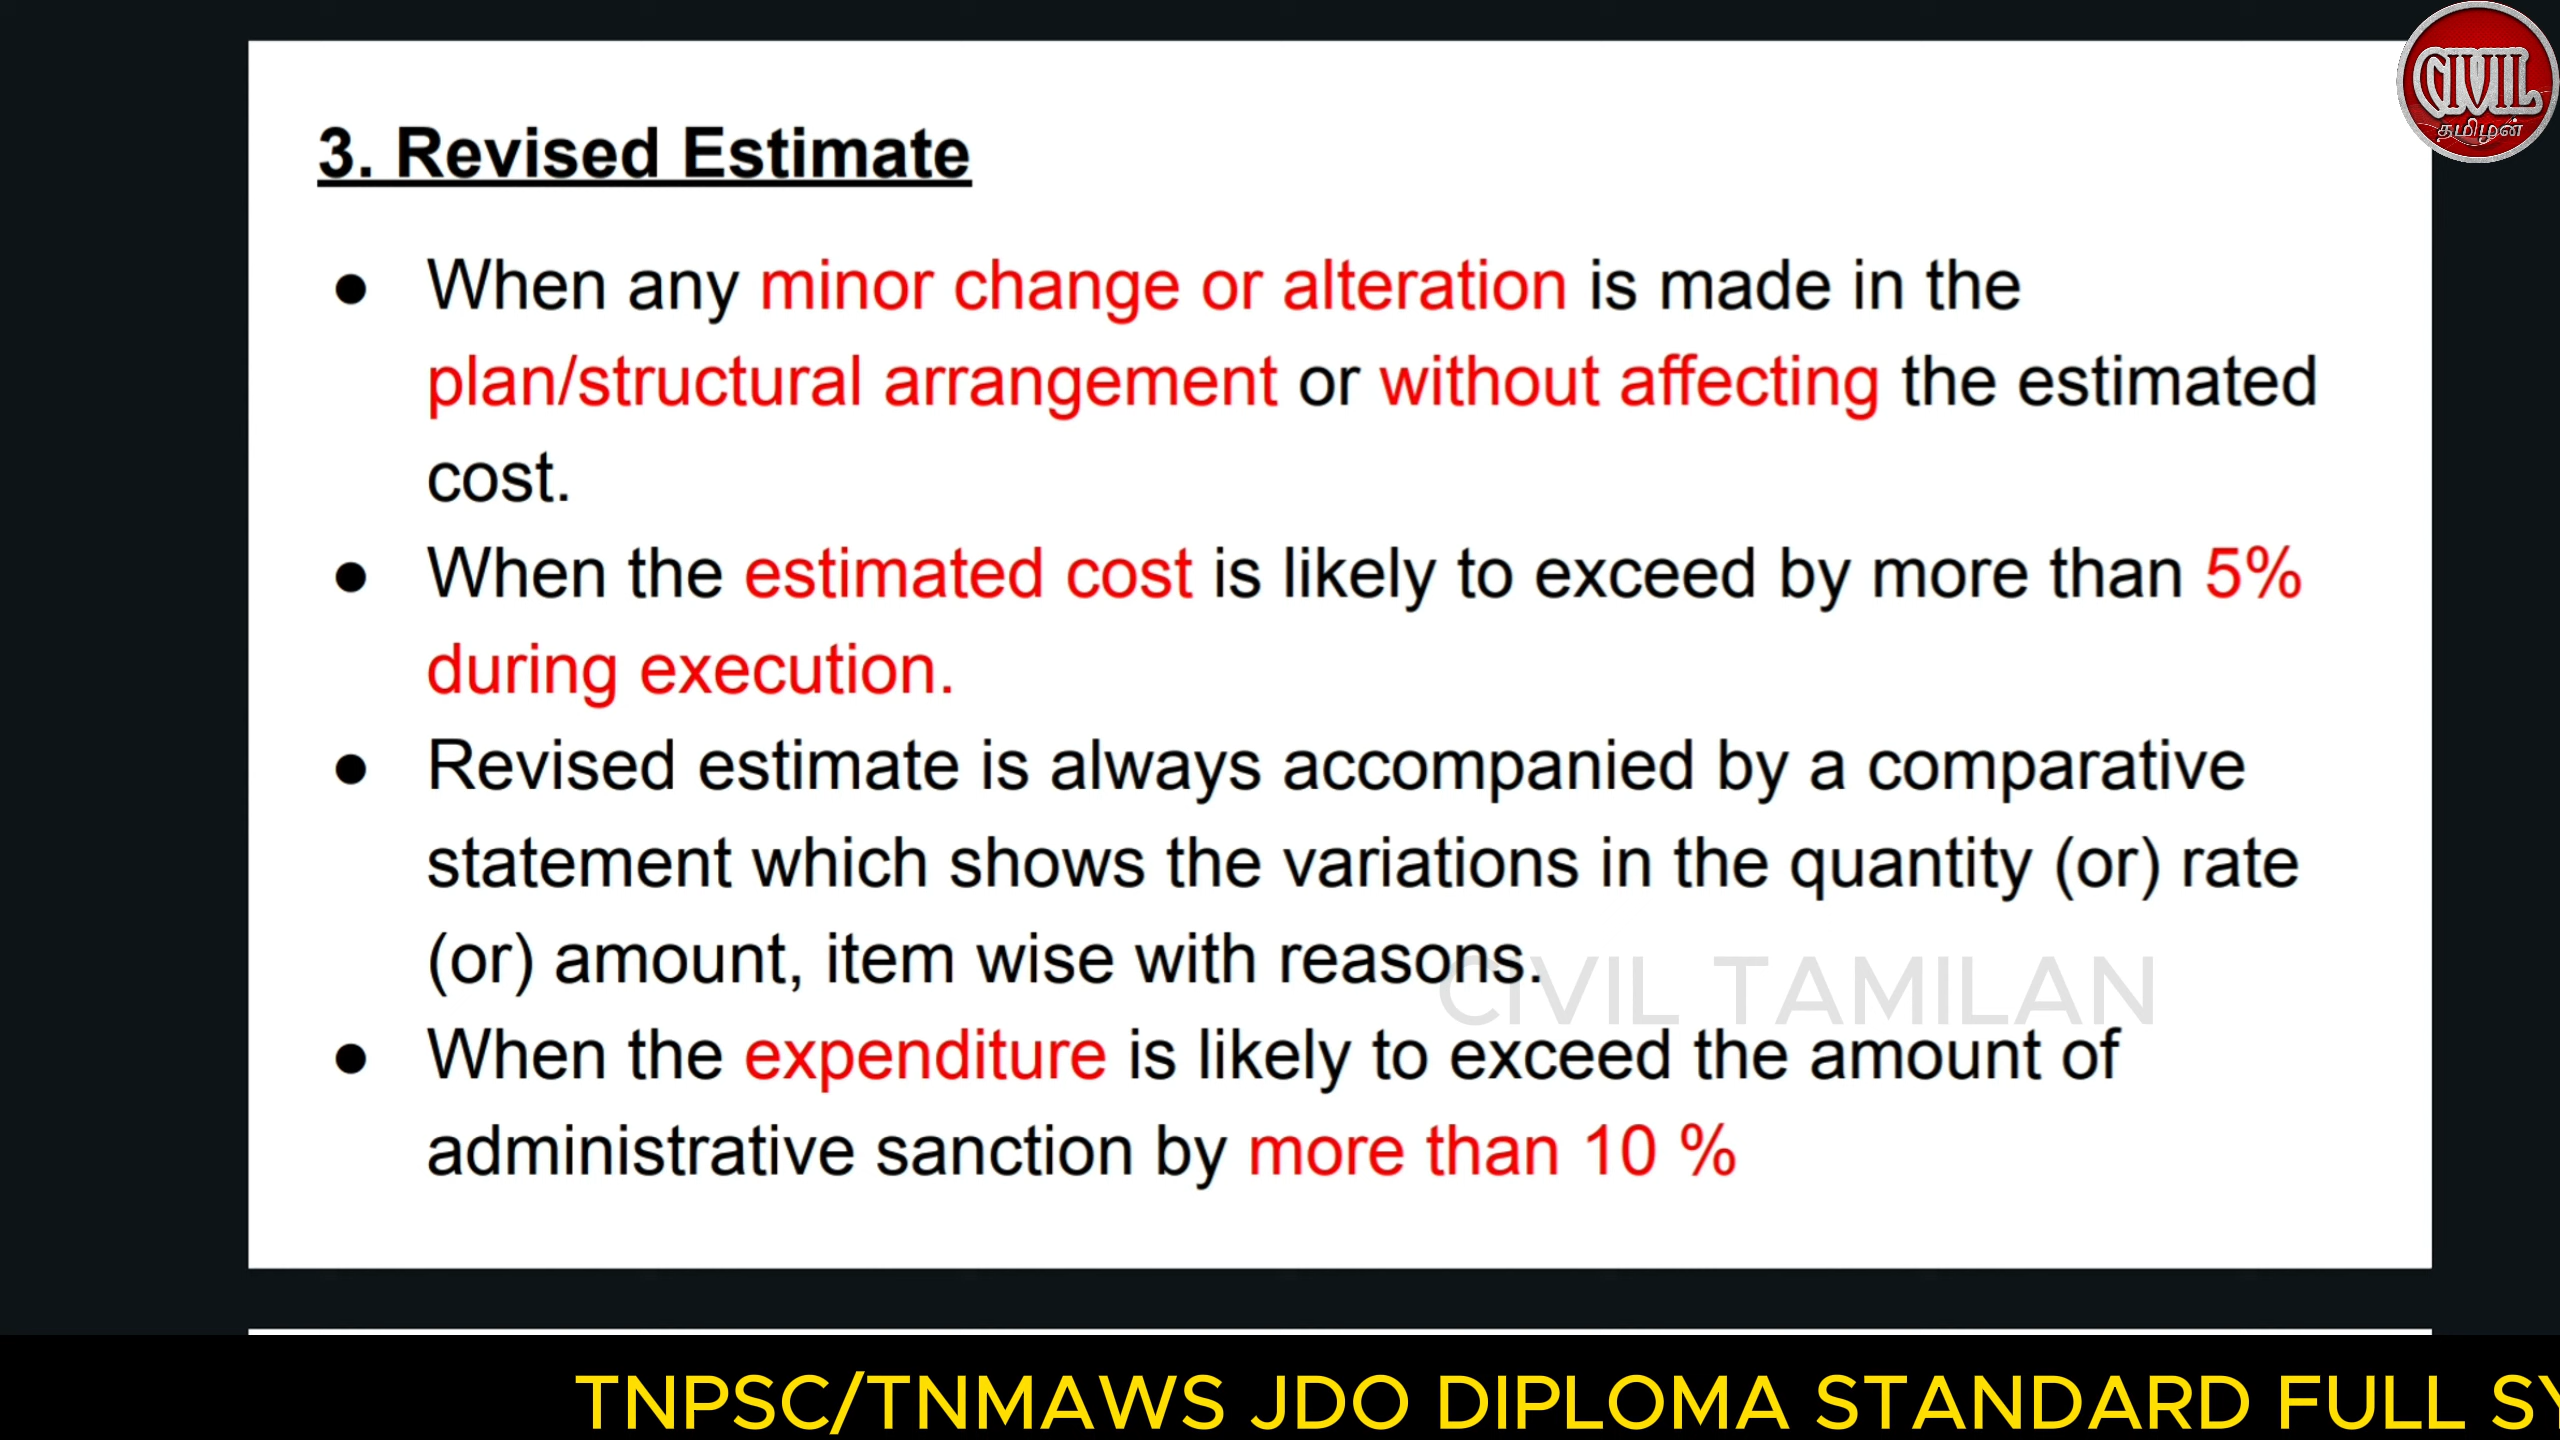 CIVIL
தமிழன்
3. Revised Estimate
● When any minor change or alteration is made in the
plan/structural arrangement or without affecting the estimated
cost.
● When the estimated cost is likely to exceed by more than 5%
during execution.
● Revised estimate is always accompanied by a comparative
statement which shows the variations in the quantity (or) rate
(or) amount, item wise with reasons.
CIVIL TAMILAN
● When the expenditure is likely to exceed the amount of
administrative sanction by more than 10 %
TNPSC/TNMAWS JDO DIPLOMA STANDARD FULL SY